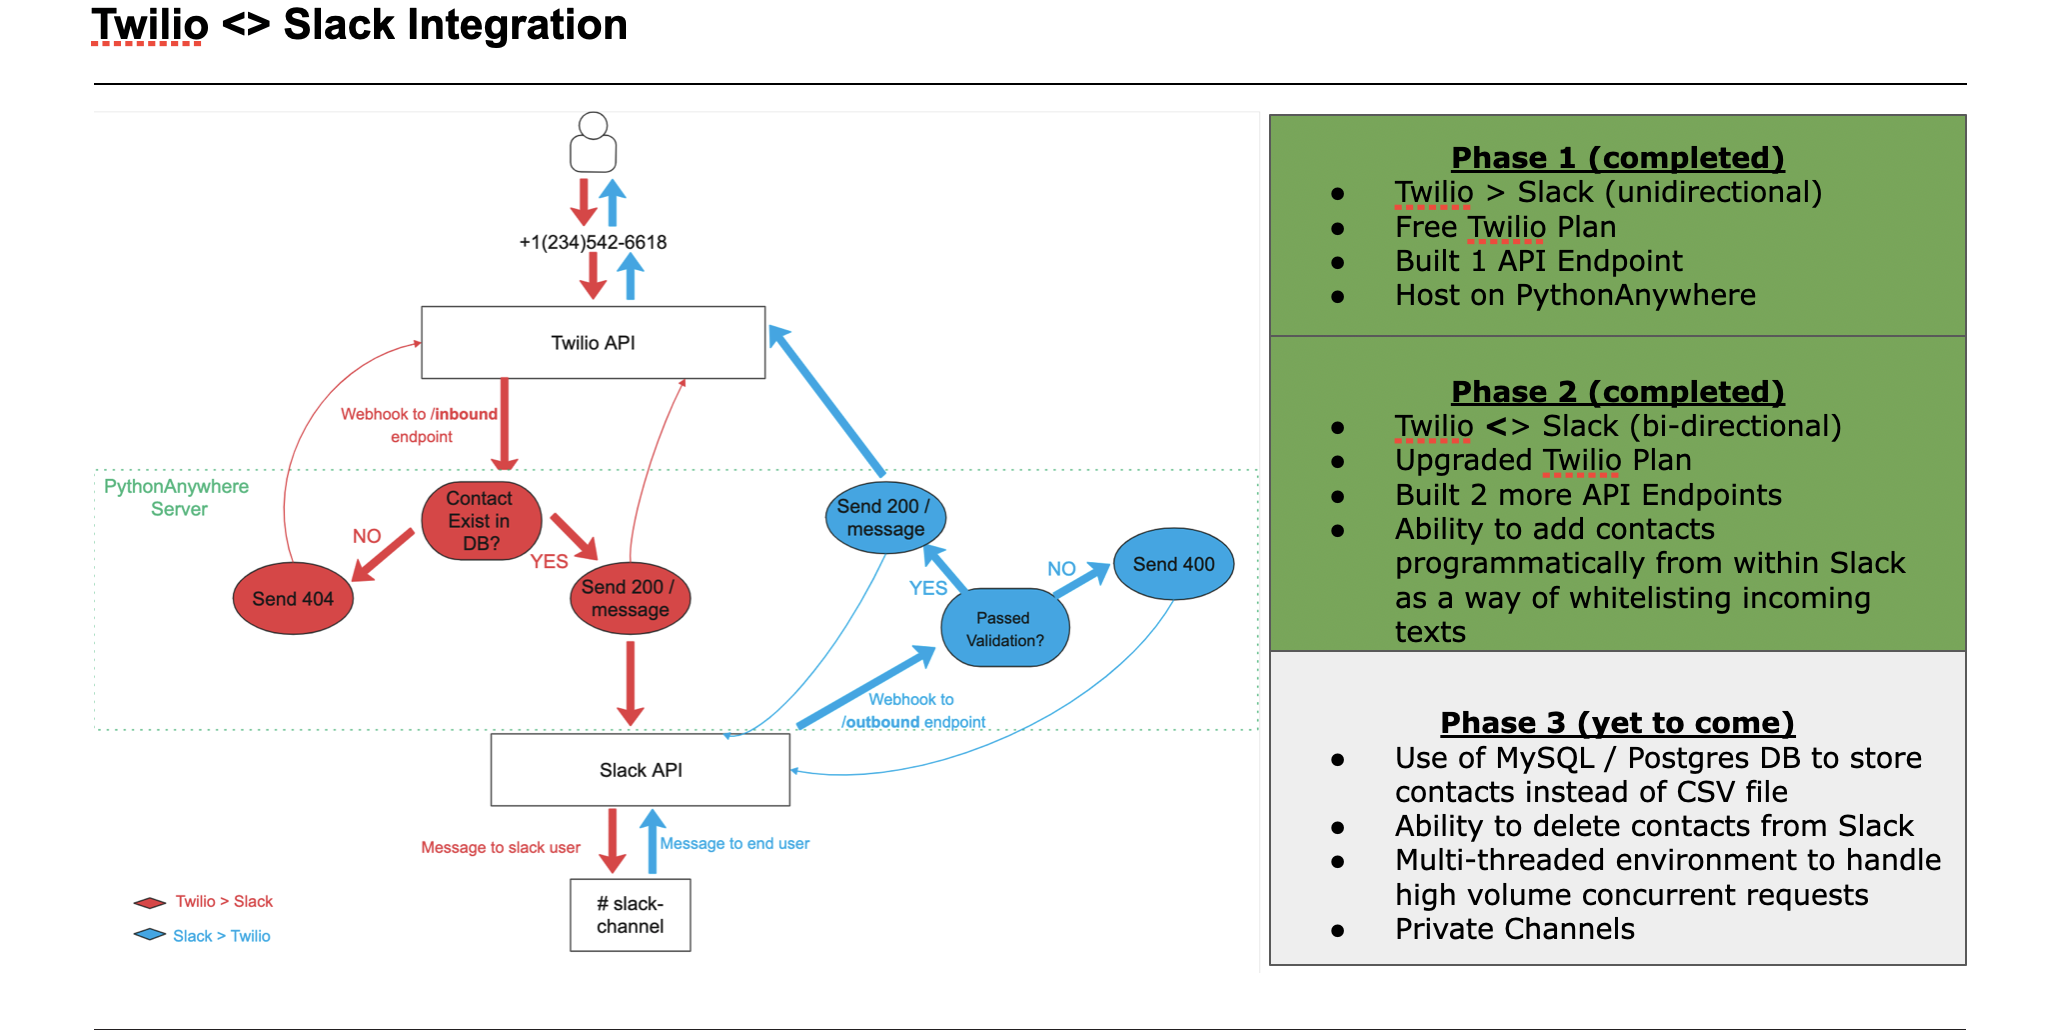 Twilio <> Slack Integration
+1(234)542-6618
Twilio API
Webhook to /inbound
endpoint
PythonAnywhere
Server
Contact
Exist in
DB?
NO
YES
Send 404
Send 200 /
message
Send 200 /
message
YES
NO
Send 400
Passed
Validation?
Webhook to
/outbound endpoint
Slack API
Message to slack user
Message to end user
# slack-
channel
Twilio > Slack
Slack > Twilio
Phase 1 (completed)
● Twilio > Slack (unidirectional)
● Free Twilio Plan
● Built 1 API Endpoint
● Host on PythonAnywhere
Phase 2 (completed)
● Twilio <> Slack (bi-directional)
● Upgraded Twilio Plan
● Built 2 more API Endpoints
● Ability to add contacts
programmatically from within Slack
as a way of whitelisting incoming
texts
Phase 3 (yet to come)
● Use of MySQL / Postgres DB to store
contacts instead of CSV file
● Ability to delete contacts from Slack
● Multi-threaded environment to handle
high volume concurrent requests
● Private Channels